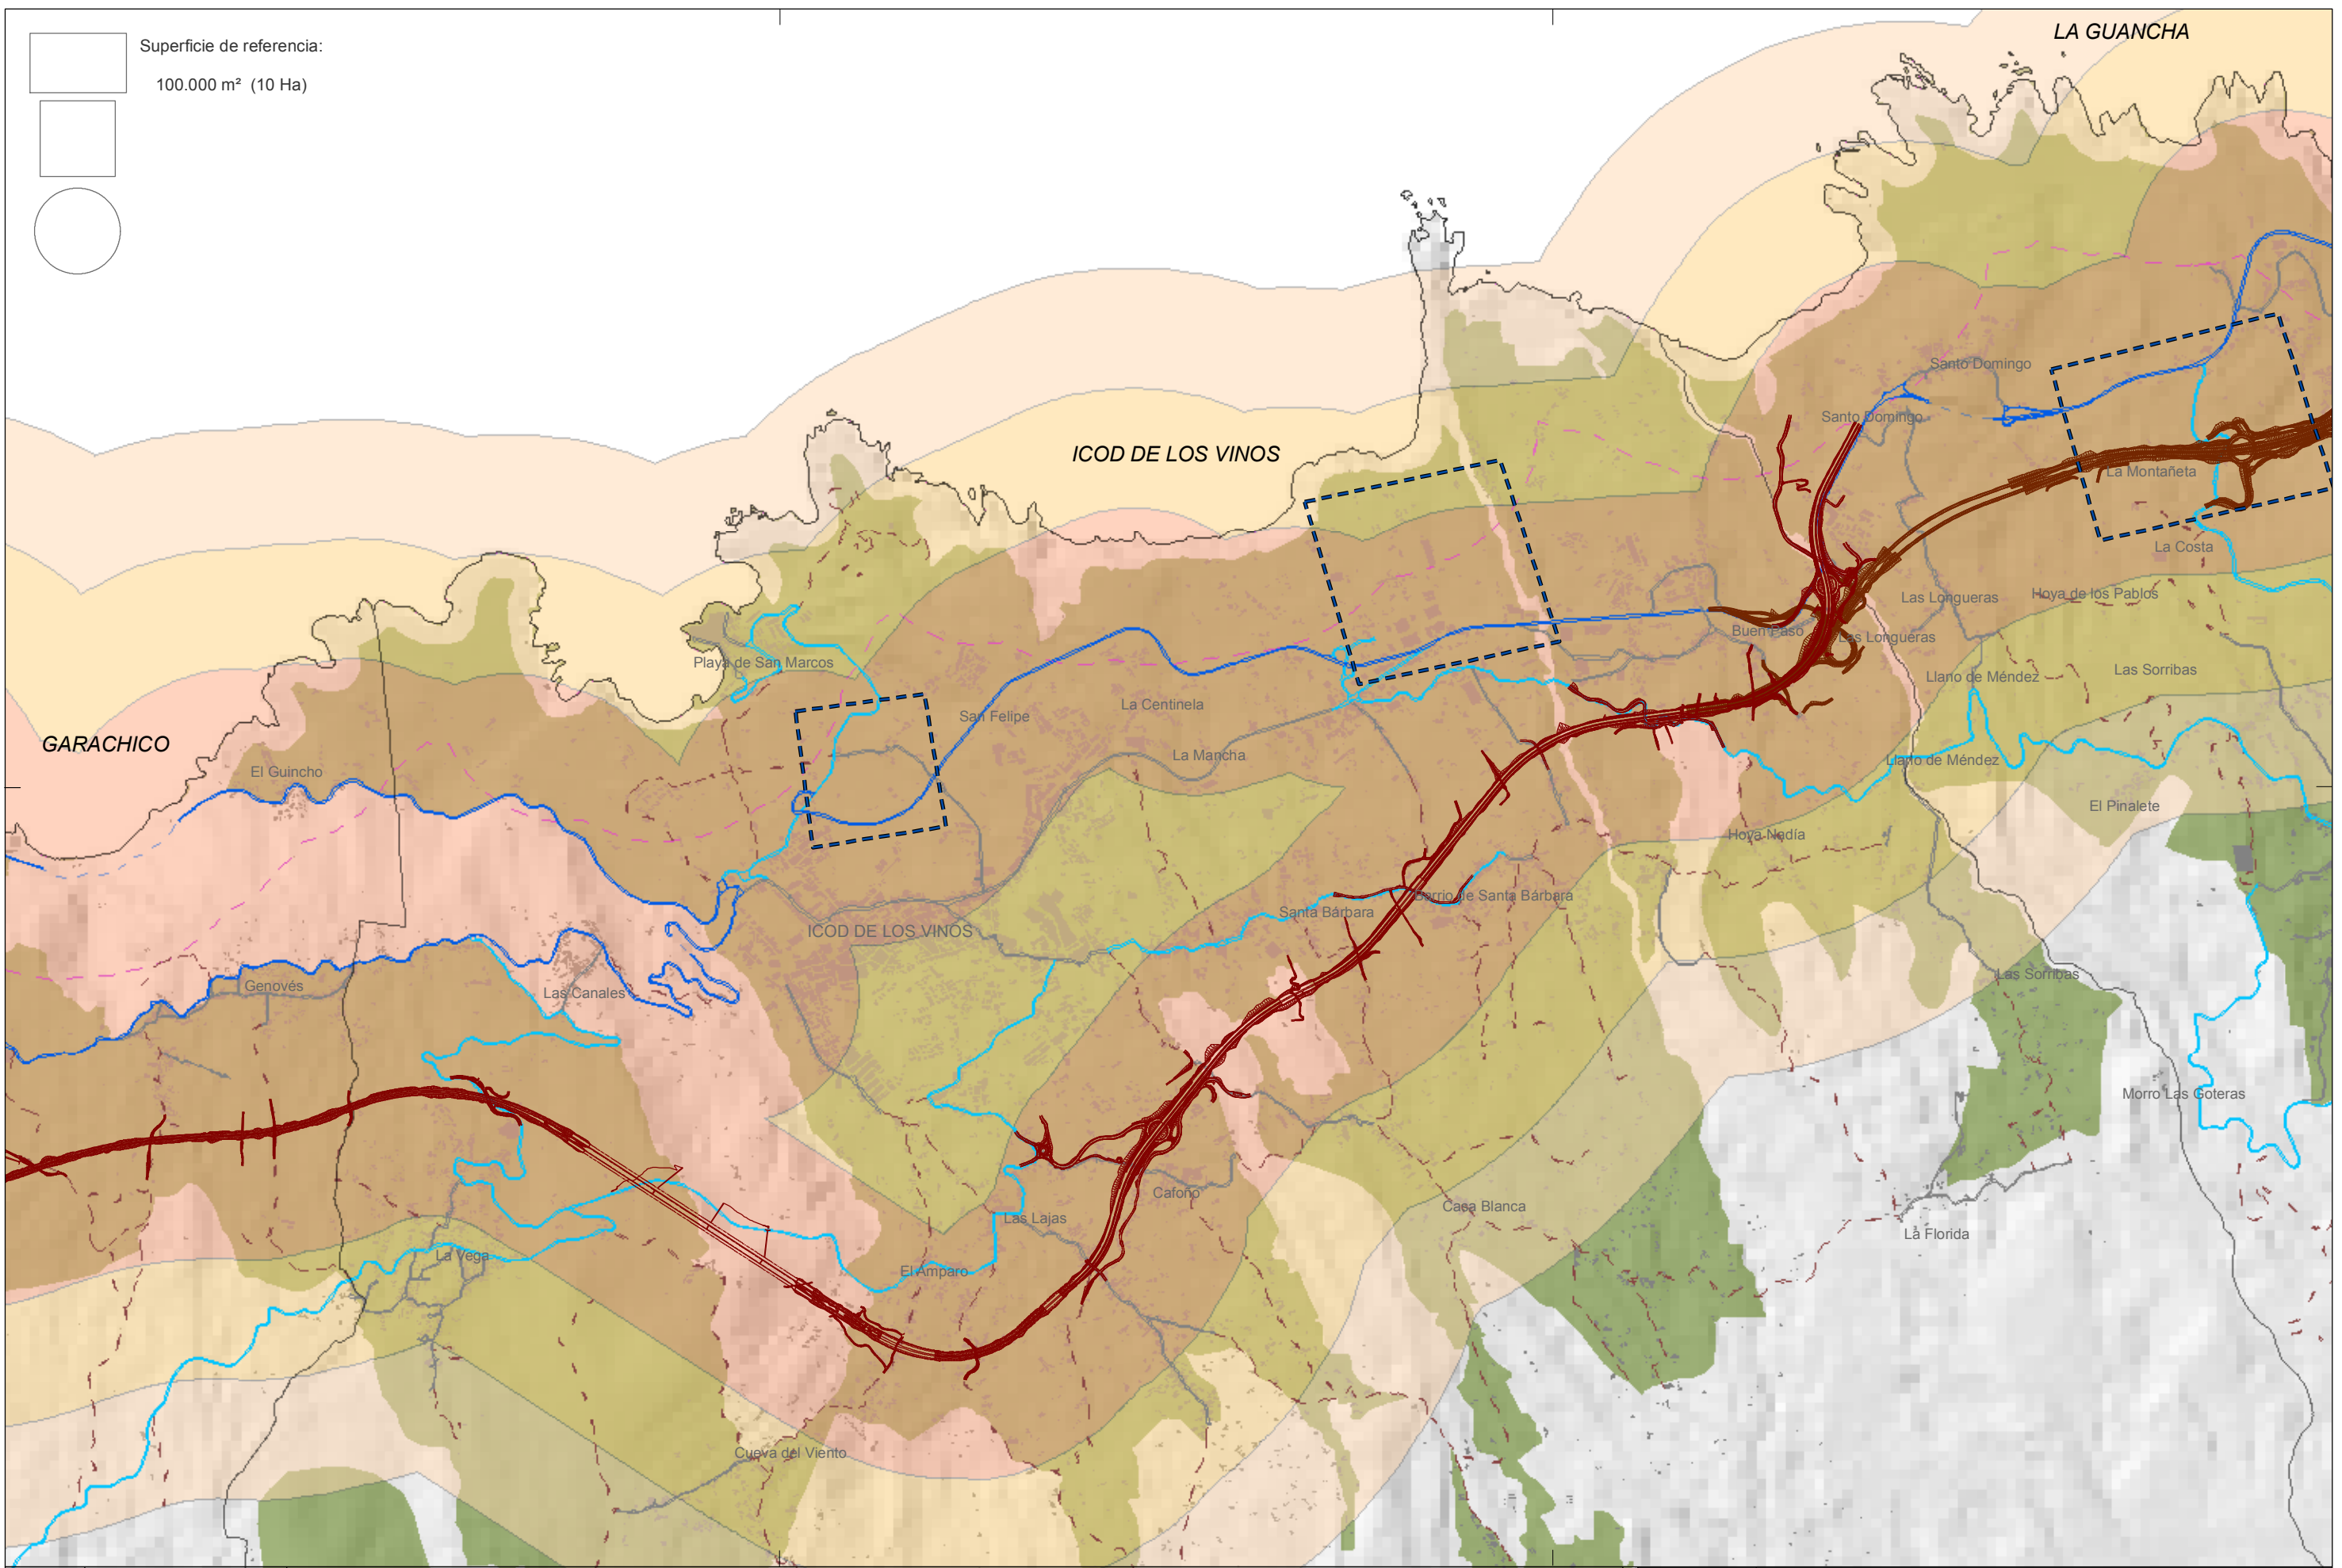 LA GUANCHA
Superficie de referencia:
100.000 m² (10 Ha)
Santo Domingo
Santo Domingo
ICOD DE LOS VINOS
La Montañeta
La Costa
Hoya de los Pablos
Las Longueras
Buen Paso
Las Longueras
Playa de San Marcos
Las Sorribas
Llano de Méndez
La Centinela
San Felipe
GARACHICO
La Mancha
Llano de Méndez
El Guincho
El Pinalete
Hoya Nadía
Barrio de Santa Bárbara
Santa Bárbara
ICOD DE LOS VINOS
Las Sorribas
Genovés
Las Canales
Morro Las Goteras
Cafoño
Casa Blanca
Las Lajas
La Florida
La Vega
El Amparo
Cueva del Viento